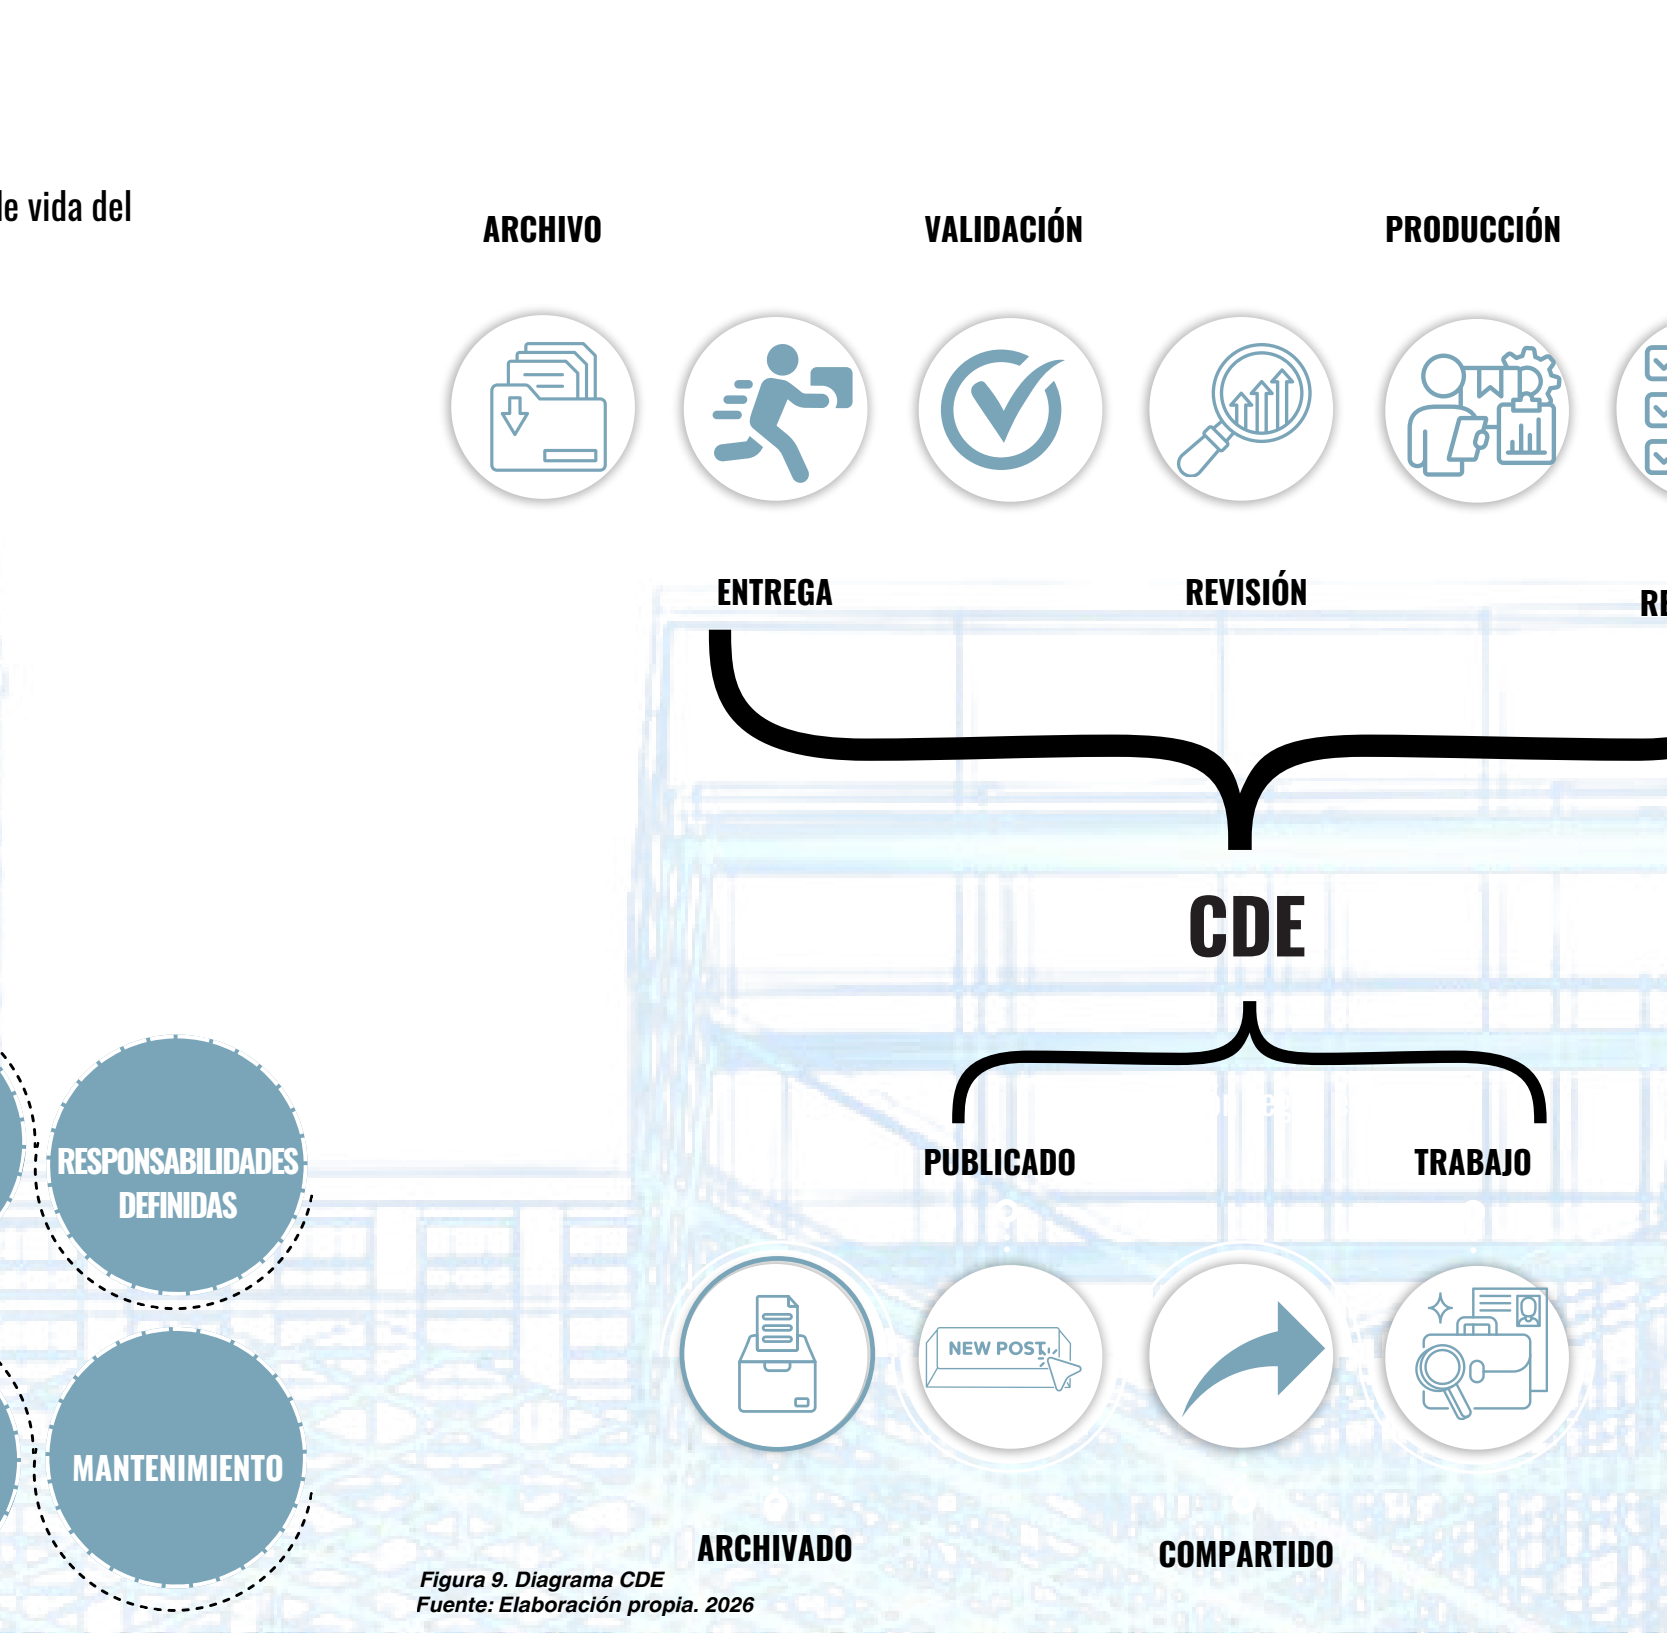 le vida del
ARCHIVO
VALIDACIÓN
PRODUCCIÓN
ENTREGA
REVISIÓN
RE
CDE
PUBLICADO
TRABAJO
RESPONSABILIDADES
DEFINIDAS
NEW POST
MANTENIMIENTO
ARCHIVADO
COMPARTIDO
Figura 9. Diagrama CDE
Fuente: Elaboración propia. 2026